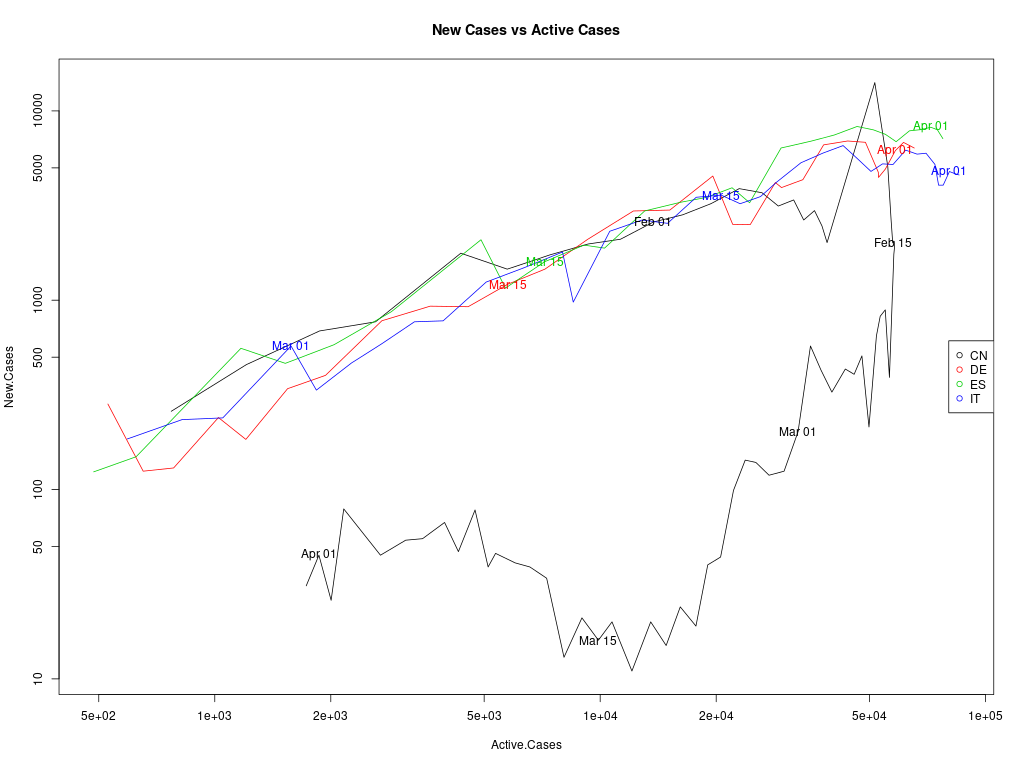 New Cases vs Active Cases
10000
5000
1000
500
100
50
10
New.Cases
Apr 01
Apr 01
Apr 01
Mar 15
Feb 01
Feb 15
Mar 15
Mar 15
Mar 01
Mar 01
Apr 01
Mar 15
CN
DE
ES
IT
5e+02
1e+03
2e+03
5e+03
1e+04
2e+04
5e+04
1e+05
Active.Cases